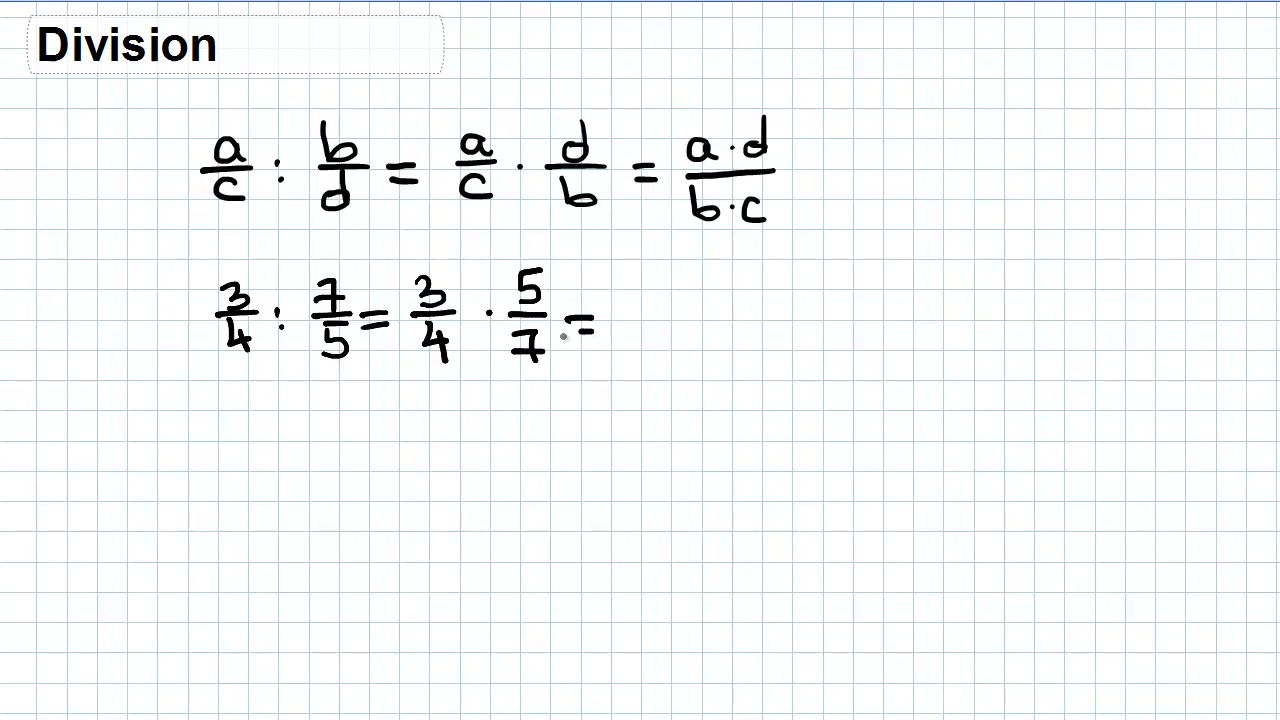 Division
a/c : b/d = a/c · d/b = a·d/b·c
3/4 : 7/5 = 3/4 · 5/7 =